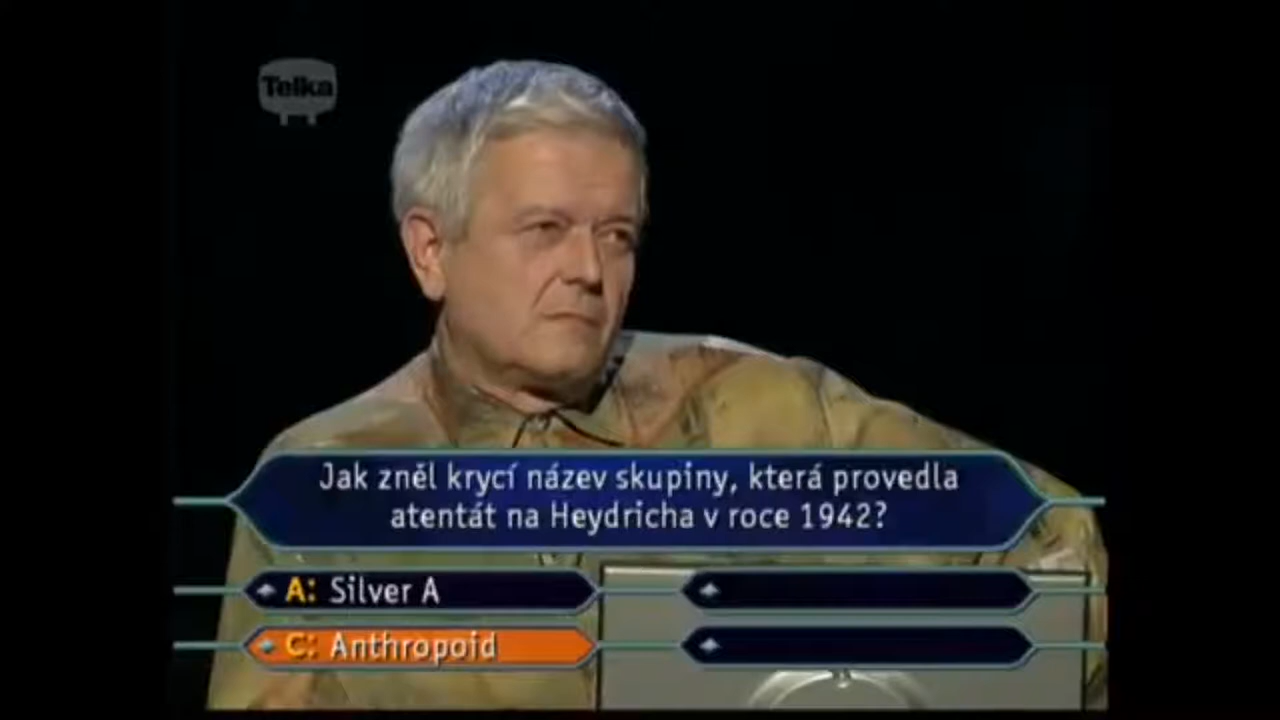 Telka
Jak zněl krycí název skupiny, která provedla
atentát na Heydricha v roce 1942?
A: Silver A
C: Anthropoid